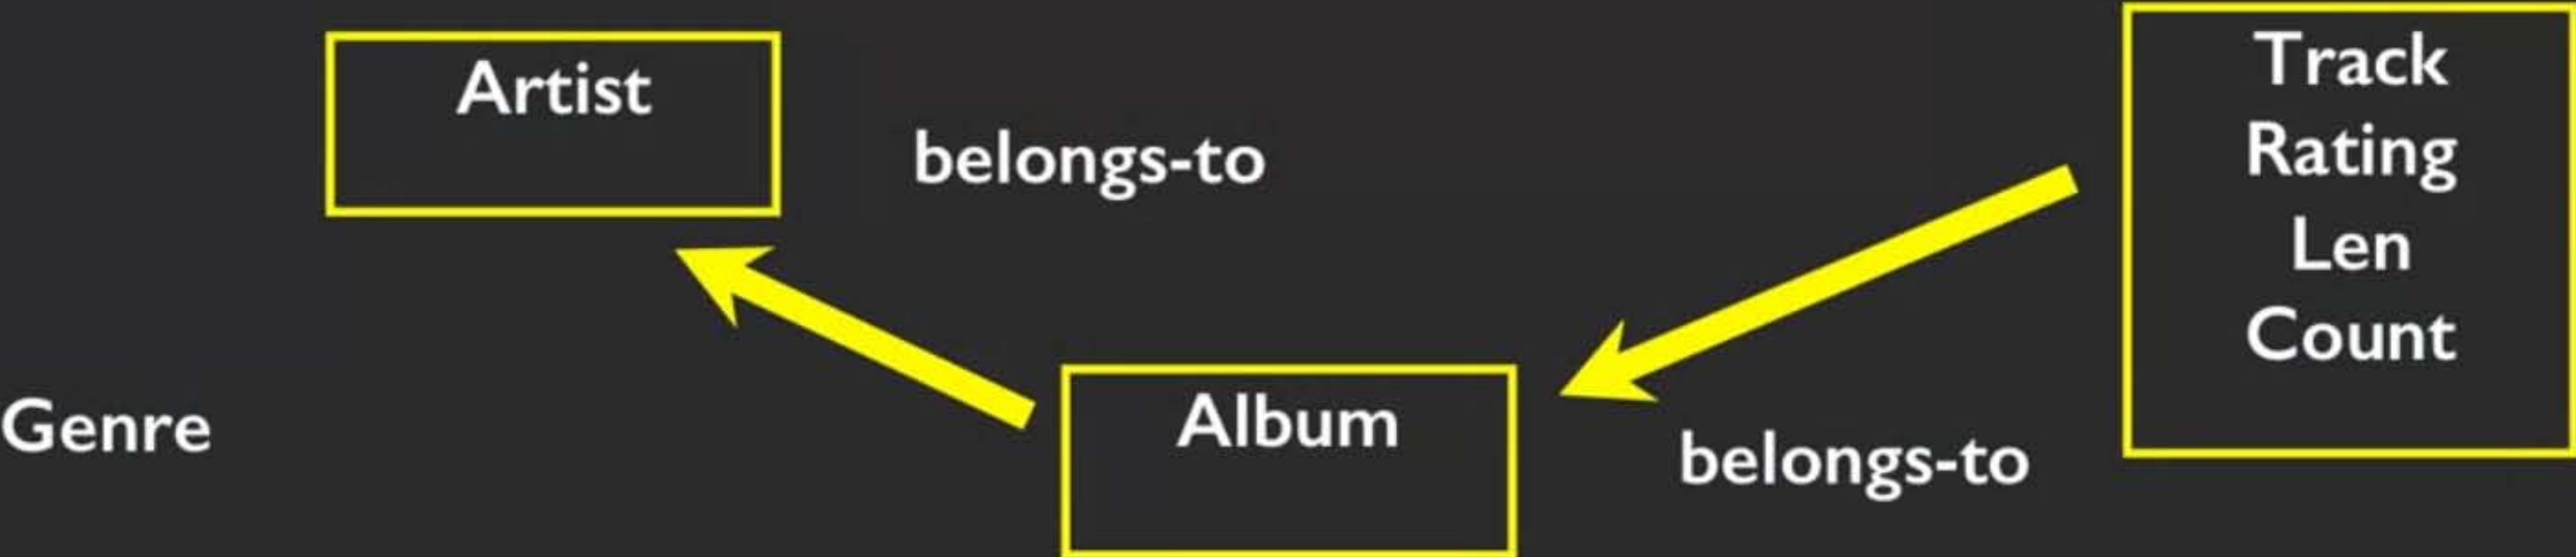 Artist
belongs-to
Track
Rating
Len
Count
Genre
Album
belongs-to